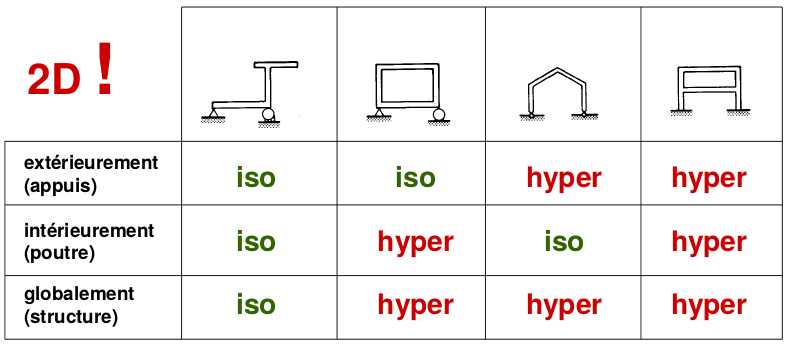 2D !
extérieurement
(appuis)
iso
iso
hyper
hyper
intérieurement
(poutre)
iso
hyper
iso
hyper
globalement
(structure)
iso
hyper
hyper
hyper